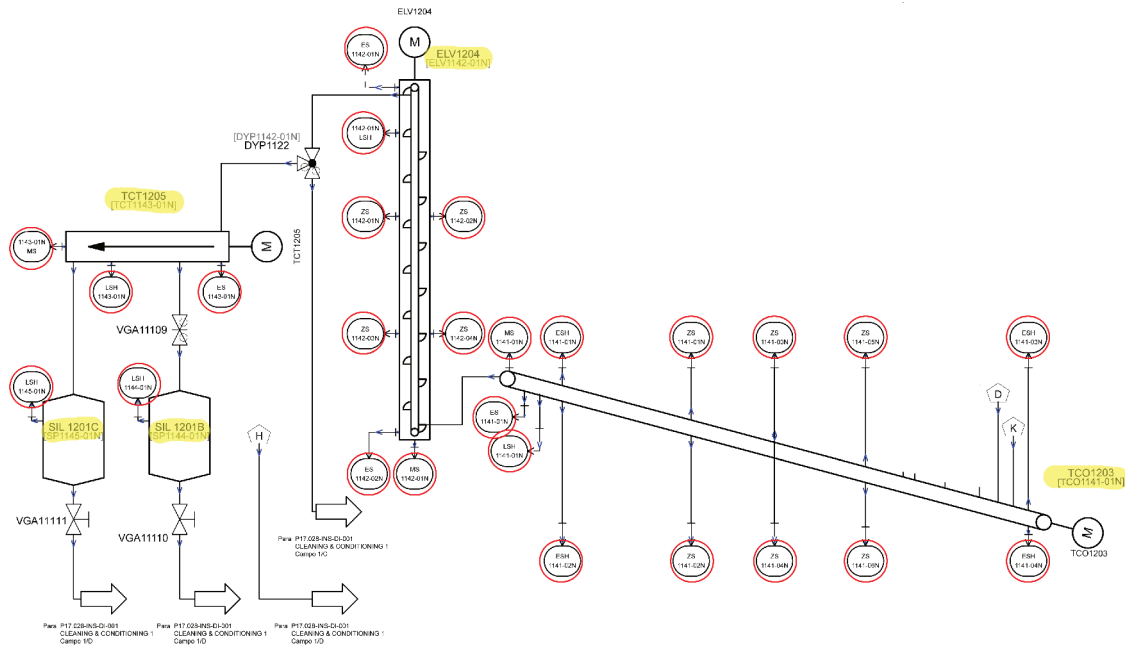 ELV1204
M
ES
1142-01N
ELV1204
[ELV1142-01N]
[DYP1142-01N]
DYP1122
1142-01N
LSH
TCT1205
[TCT1143-01N]
ZS
1142-01N
ZS
1142-02N
1143-01N
MS
M
TCT1205
LSH
1143-01N
ES
1143-01N
VGA11109
ZS
1142-03N
ZS
1142-04N
MS
1141-01N
ESH
1141-01N
ZS
1141-01N
ZS
1141-03N
ZS
1141-05N
ESH
1141-03N
LSH
1145-01N
LSH
1144-01N
SIL 1201C
[SP1145-01N]
SIL 1201B
[SP1144-01N]
H
ES
1141-01N
LSH
1141-01N
D
K
ES
1142-02N
MS
1142-01N
TCO1203
[TCO1141-01N]
M
TCO1203
VGA11111
VGA11110
Para P17.028-INS-DI-001
CLEANING & CONDITIONING 1
Campo 1/C
ESH
1141-02N
ZS
1141-02N
ZS
1141-04N
ZS
1141-06N
ESH
1141-04N
Para P17.028-INS-DI-001
CLEANING & CONDITIONING 1
Campo 1/D
Para P17.028-INS-DI-001
CLEANING & CONDITIONING 1
Campo 1/D
Para P17.028-INS-DI-001
CLEANING & CONDITIONING 1
Campo 1/D